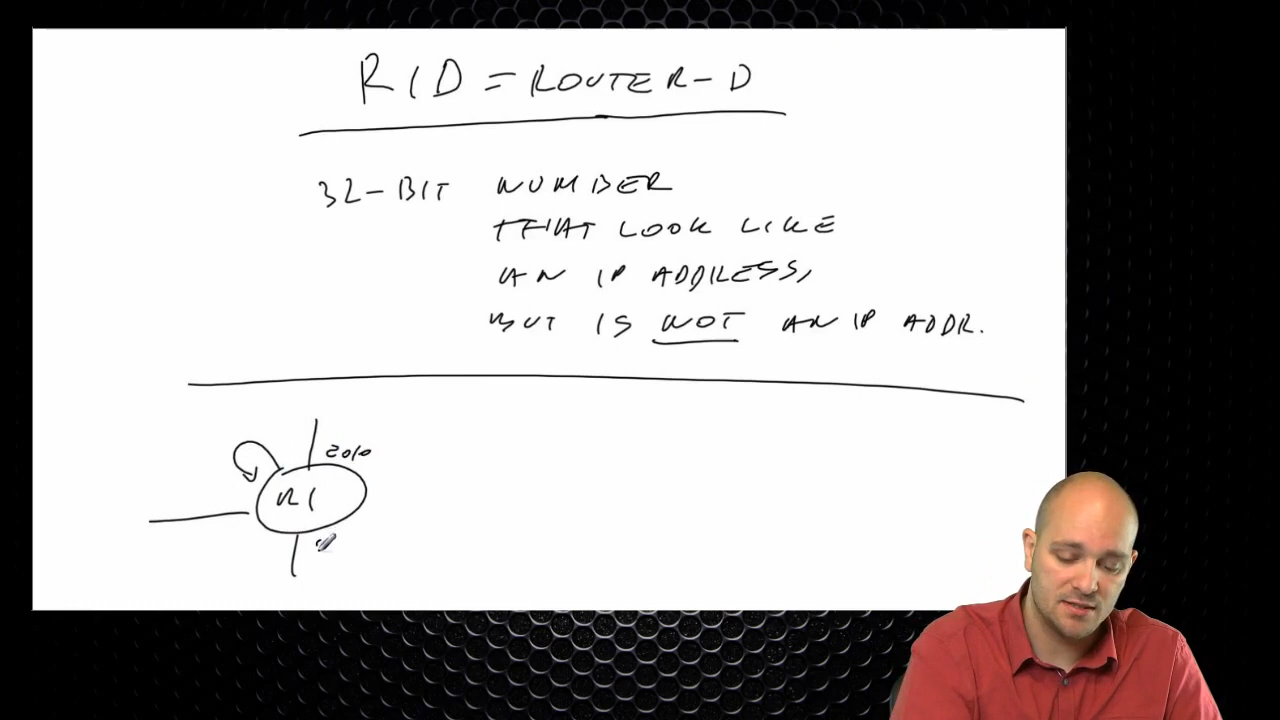 RID = ROUTER-D
32-BIT NUMBER
THAT LOOK LIKE
AN IP ADDRESS,
BUT IS NOT AN IP ADDR.
2010
R1